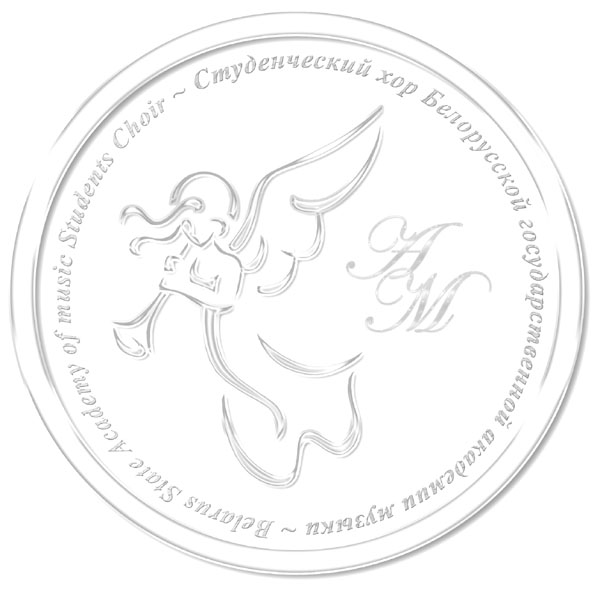 Студенческий хор Белорусской государственной академии музыки ~
Belarus State Academy of music Students Choir ~
АМ